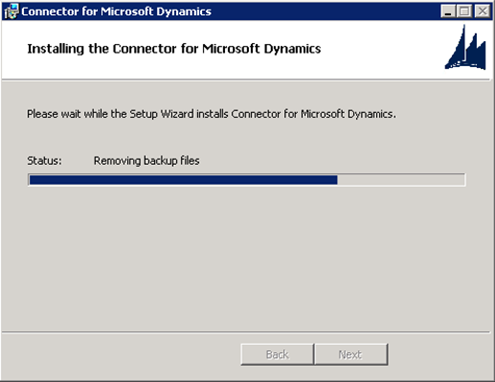 Connector for Microsoft Dynamics
Installing the Connector for Microsoft Dynamics
Please wait while the Setup Wizard installs Connector for Microsoft Dynamics.
Status: Removing backup files
Back Next